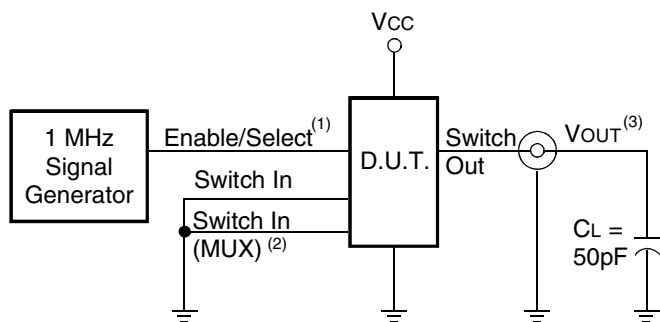 VCC
1 MHz
Signal
Generator
Enable/Select(1)
D.U.T.
Switch
Out
VOUT(3)
Switch In
Switch In
(MUX) (2)
CL =
50pF